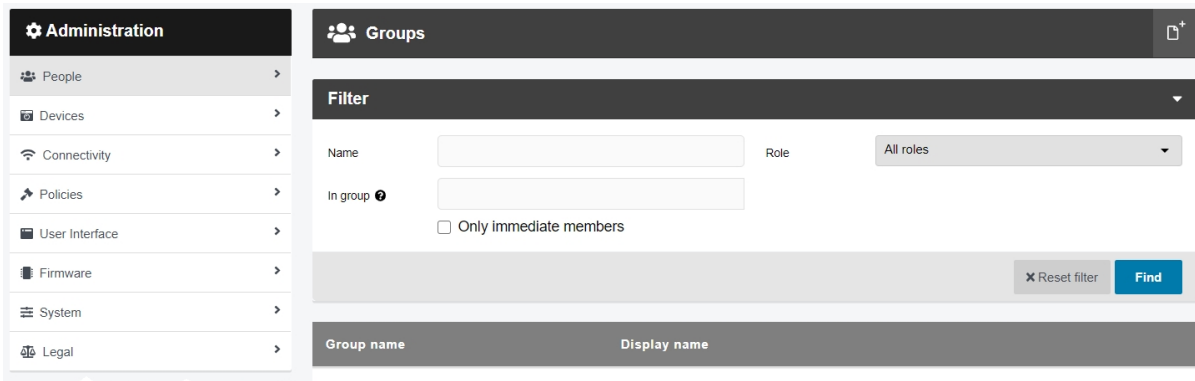 Administration
People
Devices
Connectivity
Policies
User Interface
Firmware
System
Legal
Groups
Filter
Name
Role
All roles
In group
Only immediate members
Reset filter
Find
Group name
Display name